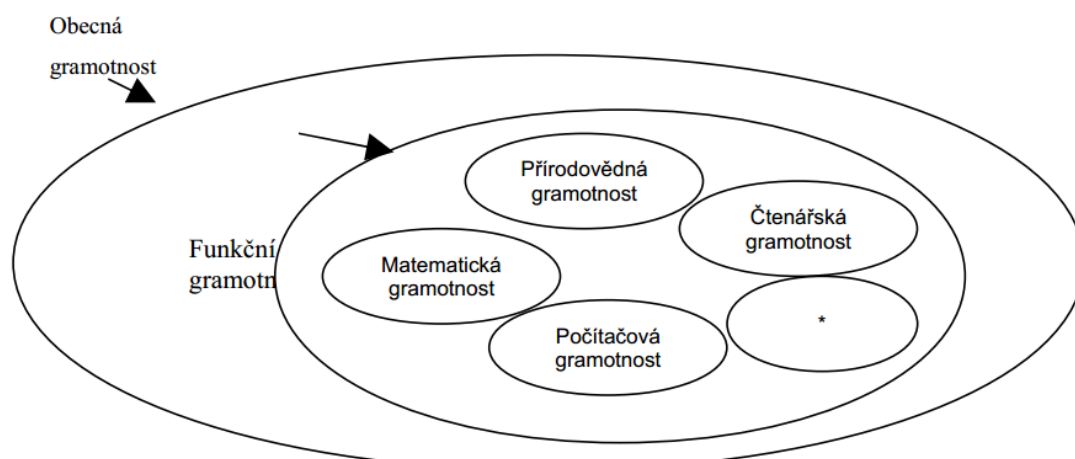 Obecná
gramotnost
Přírodovědná
gramotnost
Čtenářská
gramotnost
Funkční
gramotn
Matematická
gramotnost
*
Počítačová
gramotnost